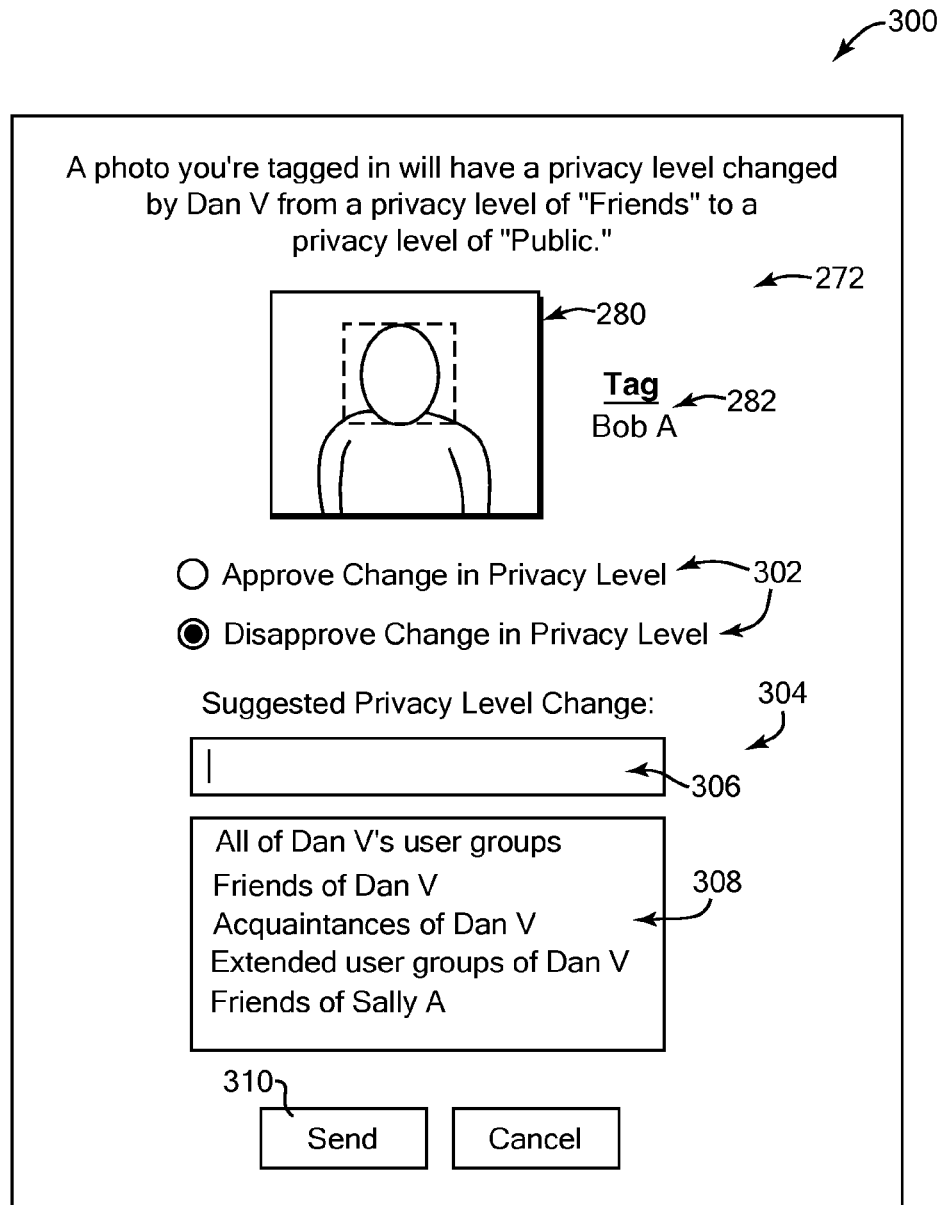 300
A photo you're tagged in will have a privacy level changed
by Dan V from a privacy level of "Friends" to a
privacy level of "Public."
272
280
Tag
282
Bob A
Approve Change in Privacy Level
302
Disapprove Change in Privacy Level
304
Suggested Privacy Level Change:
306
All of Dan V's user groups
Friends of Dan V
308
Acquaintances of Dan V
Extended user groups of Dan V
Friends of Sally A
310
Send Cancel